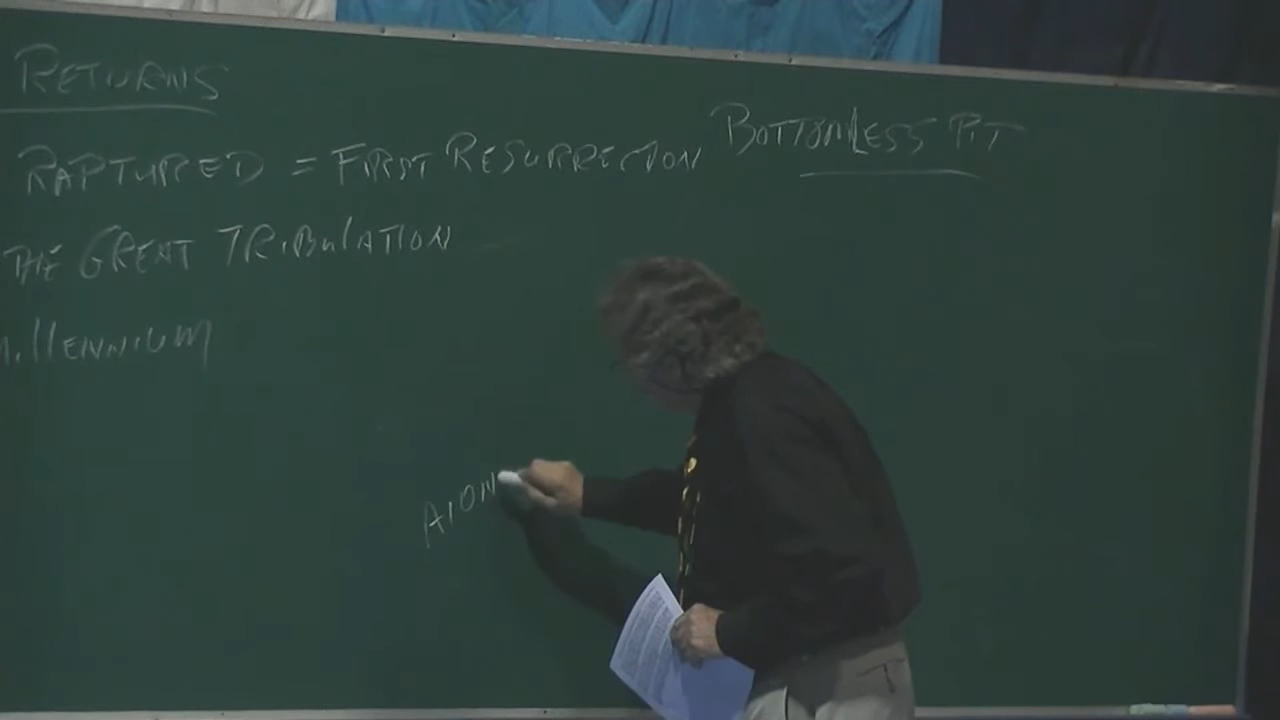 RETURNS
RAPTURED = FIRST RESURRECTION
BOTTOMLESS PIT
THE GREAT TRIBULATION
MILLENNIUM
AION